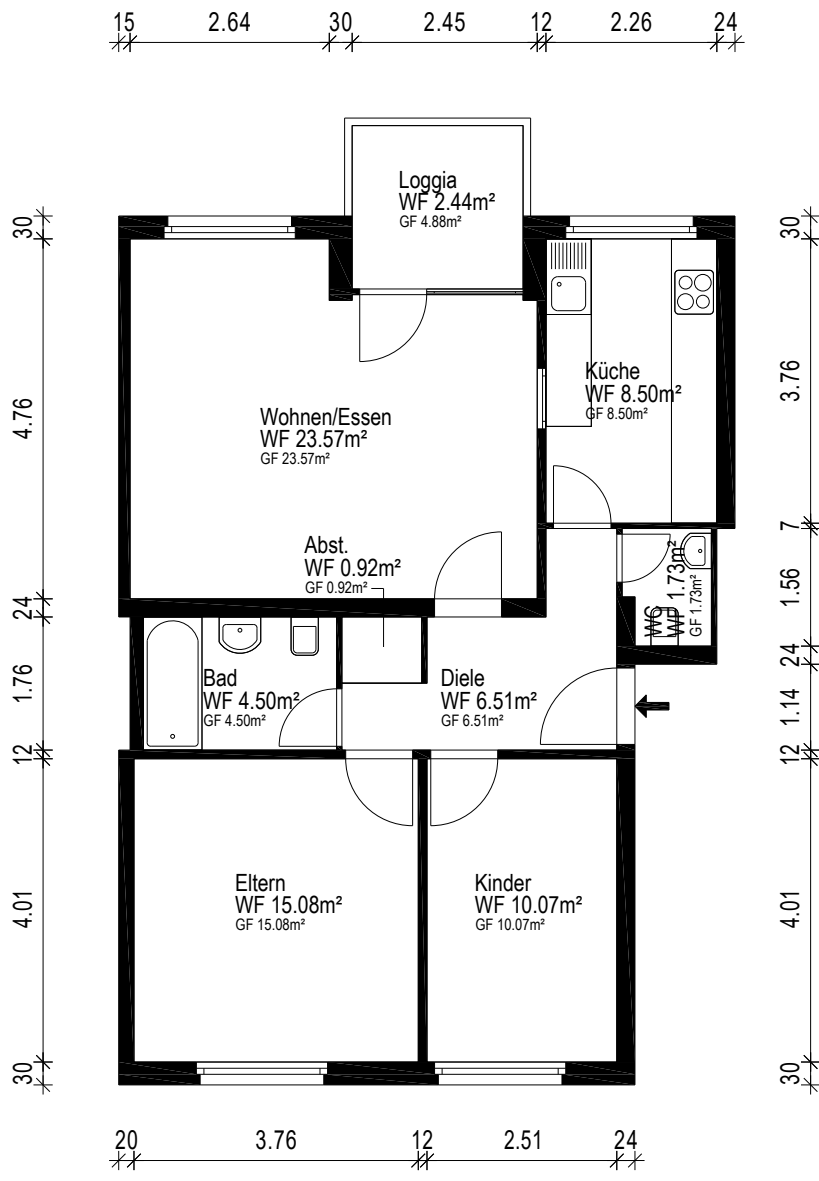 15 2.64 30 2.45 12 2.26 24
Loggia
WF 2.44m²
GF 4.88m²
30
30
Küche
WF 8.50m²
GF 8.50m²
3.76
4.76
Wohnen/Essen
WF 23.57m²
GF 23.57m²
7
Abst.
WF 0.92m²
GF 0.92m²
WC
WF 1.73m²
GF 1.73m²
1.56
24
24
Bad
WF 4.50m²
GF 4.50m²
Diele
WF 6.51m²
GF 6.51m²
1.76
1.14
12
12
Eltern
WF 15.08m²
GF 15.08m²
Kinder
WF 10.07m²
GF 10.07m²
4.01
4.01
30
30
20 3.76 12 2.51 24